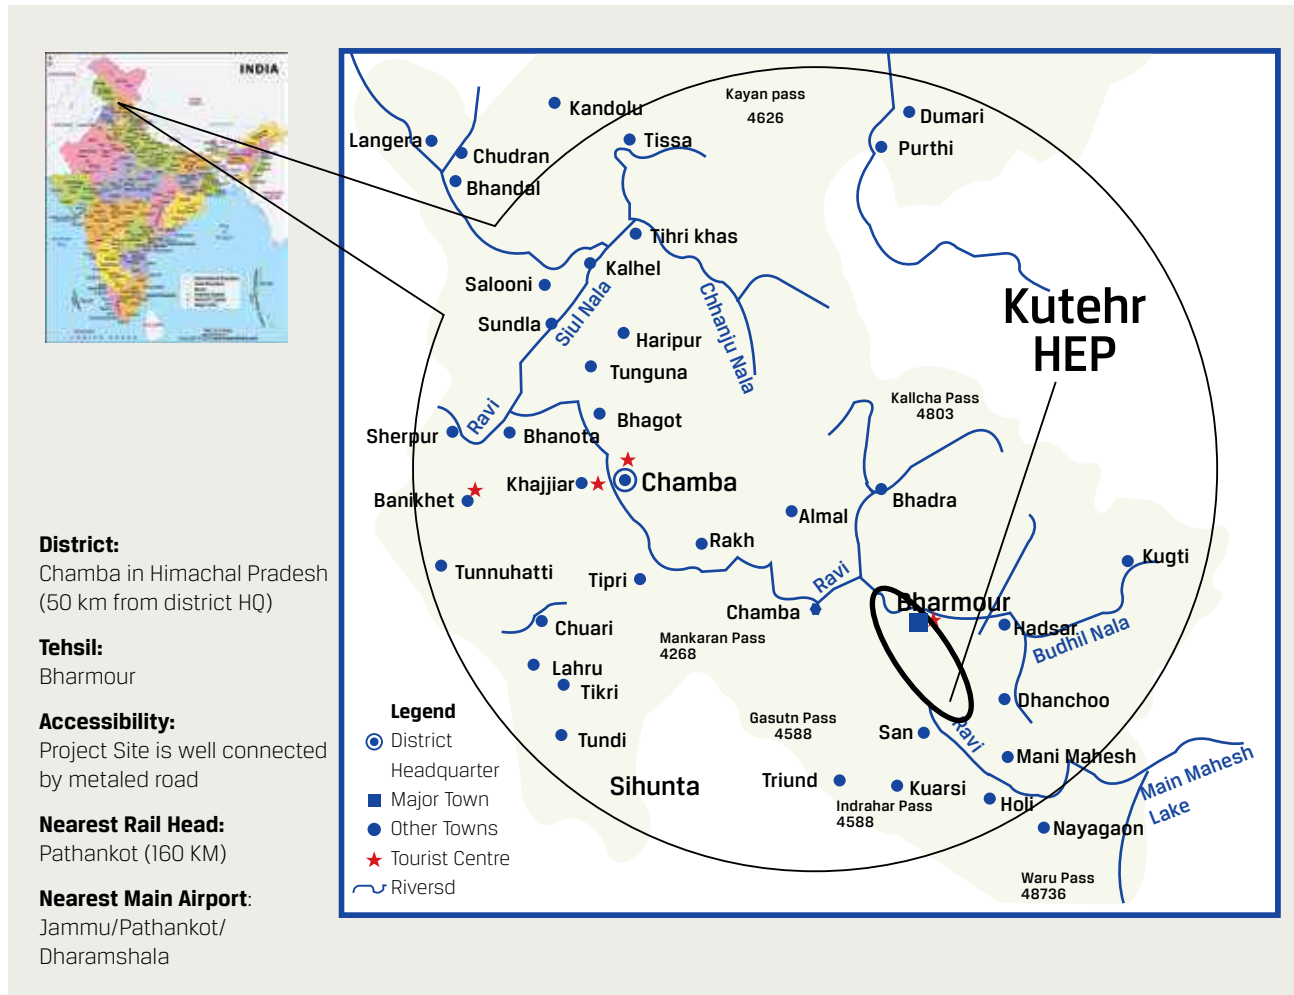 INDIA
District:
Chamba in Himachal Pradesh
(50 km from district HQ)
Tehsil:
Bharmour
Accessibility:
Project Site is well connected
by metaled road
Nearest Rail Head:
Pathankot (160 KM)
Nearest Main Airport:
Jammu/Pathankot/
Dharamshala
Kayan pass
4626
Kandolu
Dumari
Langera
Tissa
Purthi
Chudran
Bhandal
Tihri khas
Kalhel
Salooni
Siul Nala
Chhanju Nala
Kutehr
HEP
Sundla
Haripur
Tunguna
Kallcha Pass
4803
Ravi
Bhagot
Sherpur
Bhanota
Khajjiar
Chamba
Banikhet
Bhadra
Almal
Rakh
Kugti
Tunnuhatti
Tipri
Ravi
Chamba
Bharmour
Chuari
Hadsar
Budhil Nala
Mankaran Pass
4268
Lahru
Tikri
Dhanchoo
Gasutn Pass
4588
San
Ravi
Tundi
Mani Mahesh
Main Mahesh
Lake
Sihunta
Triund
Kuarsi
Indrahar Pass
4588
Holi
Nayagaon
Waru Pass
48736
Legend
District
Headquarter
Major Town
Other Towns
Tourist Centre
Riversd